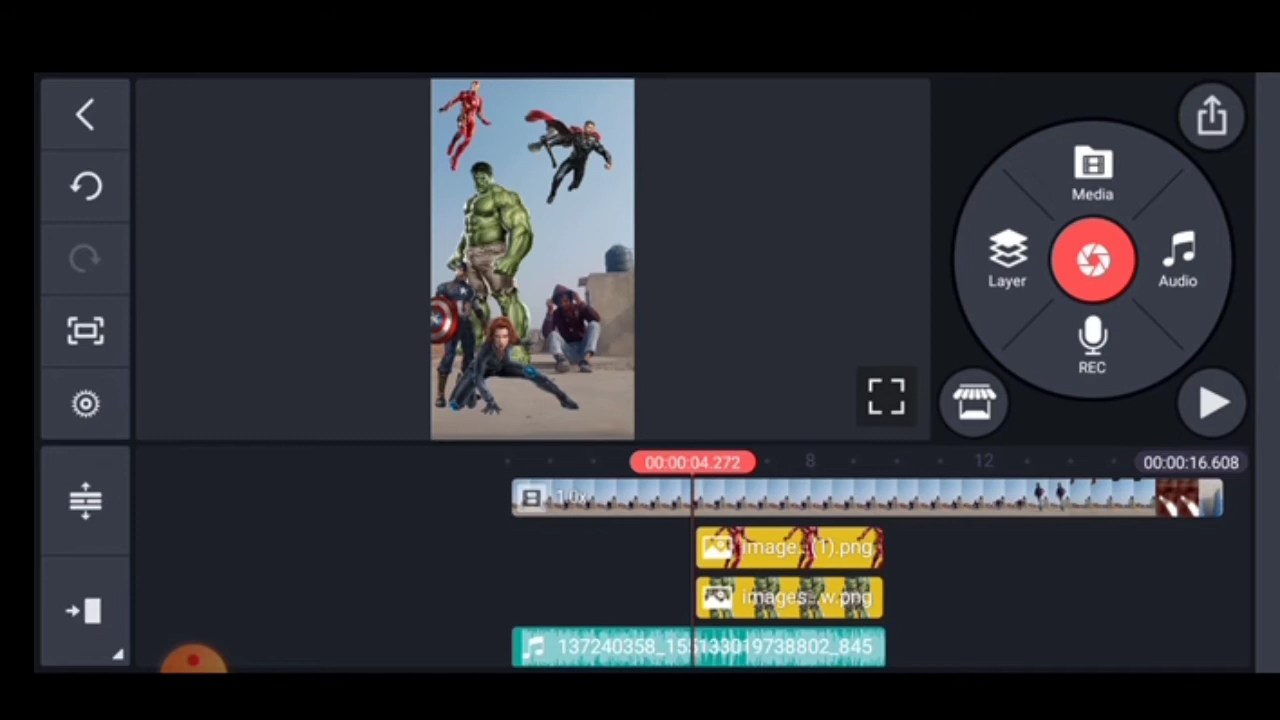 Media
Layer
Audio
REC
00:00:04.272
8
12
00:00:16.608
1.0x
image...(1).png
images...w.png
137240358_155133019738802_845